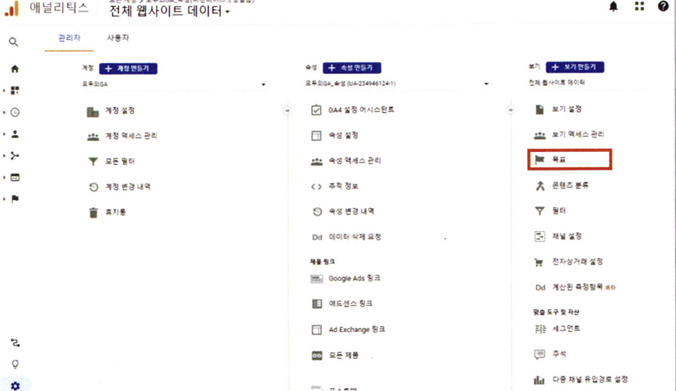 애널리틱스
전체 웹사이트 데이터
관리자 사용자
계정 + 계정 만들기
모두의GA
계정 설정
계정 액세스 관리
모든 필터
계정 변경 내역
휴지통
속성 + 속성 만들기
모두의GA_속성 (UA-234946124-1)
GA4 설정 어시스턴트
속성 설정
속성 액세스 관리
<> 추적 정보
속성 변경 내역
Dd 데이터 삭제 요청
제품 링크
Google Ads 링크
애드센스 링크
Ad Exchange 링크
모든 제품
보기 + 보기 만들기
전체 웹사이트 데이터
보기 설정
보기 액세스 관리
목표
콘텐츠 분류
필터
채널 설정
전자상거래 설정
Dd 계산된 측정항목 베타
맞춤 도구 및 자산
세그먼트
주석
다중 채널 유입경로 설정